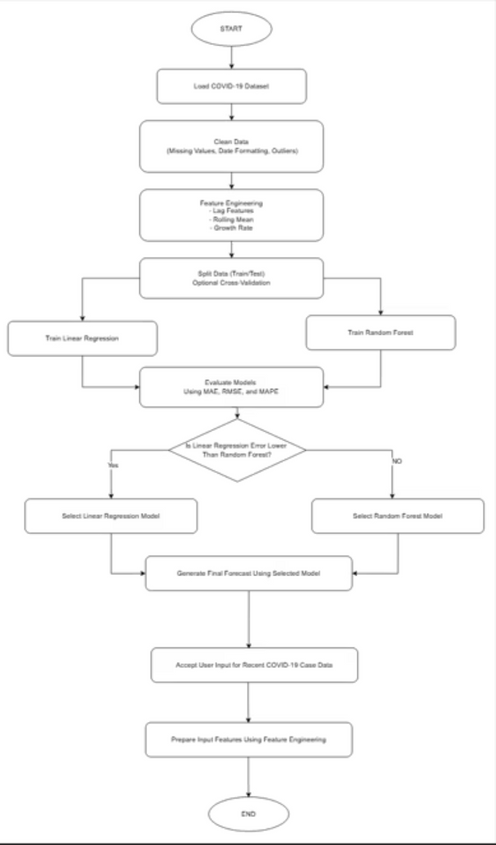 START
Load COVID-19 Dataset
Clean Data
(Missing Values, Date Formatting, Outliers)
Feature Engineering
- Lag Features
- Rolling Mean
- Growth Rate
Split Data (Train/Test)
Optional Cross-Validation
Train Linear Regression
Train Random Forest
Evaluate Models
Using MAE, RMSE, and MAPE
Is Linear Regression Error Lower
Than Random Forest?
Yes
NO
Select Linear Regression Model
Select Random Forest Model
Generate Final Forecast Using Selected Model
Accept User Input for Recent COVID-19 Case Data
Prepare Input Features Using Feature Engineering
END